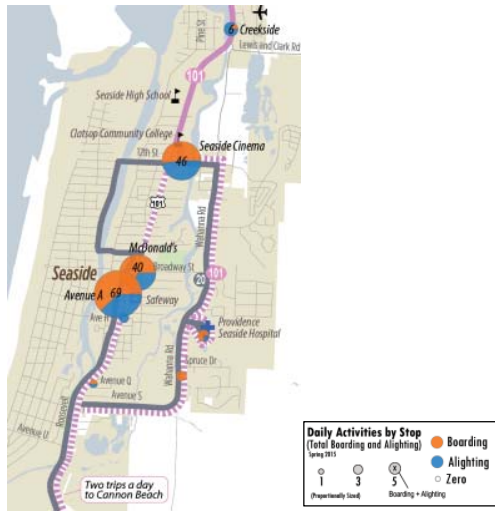 Pine St
6
Creekside
Lewis and Clark Rd
101
Seaside High School
Clatsop Community College
12th St
Seaside Cinema
46
101
Wahanna Rd
McDonald's
40
Broadway St
101
20
Seaside
69
Avenue A
Safeway
Ave H
Providence
Seaside Hospital
Wahanna Rd
Spruce Dr
Avenue Q
Avenue S
Roosevelt
Avenue U
Two trips a day
to Cannon Beach
Daily Activities by Stop
(Total Boarding and Alighting)
Spring 2015
1
3
x
5
(Proportionally Sized)
Boarding + Alighting
Boarding
Alighting
Zero